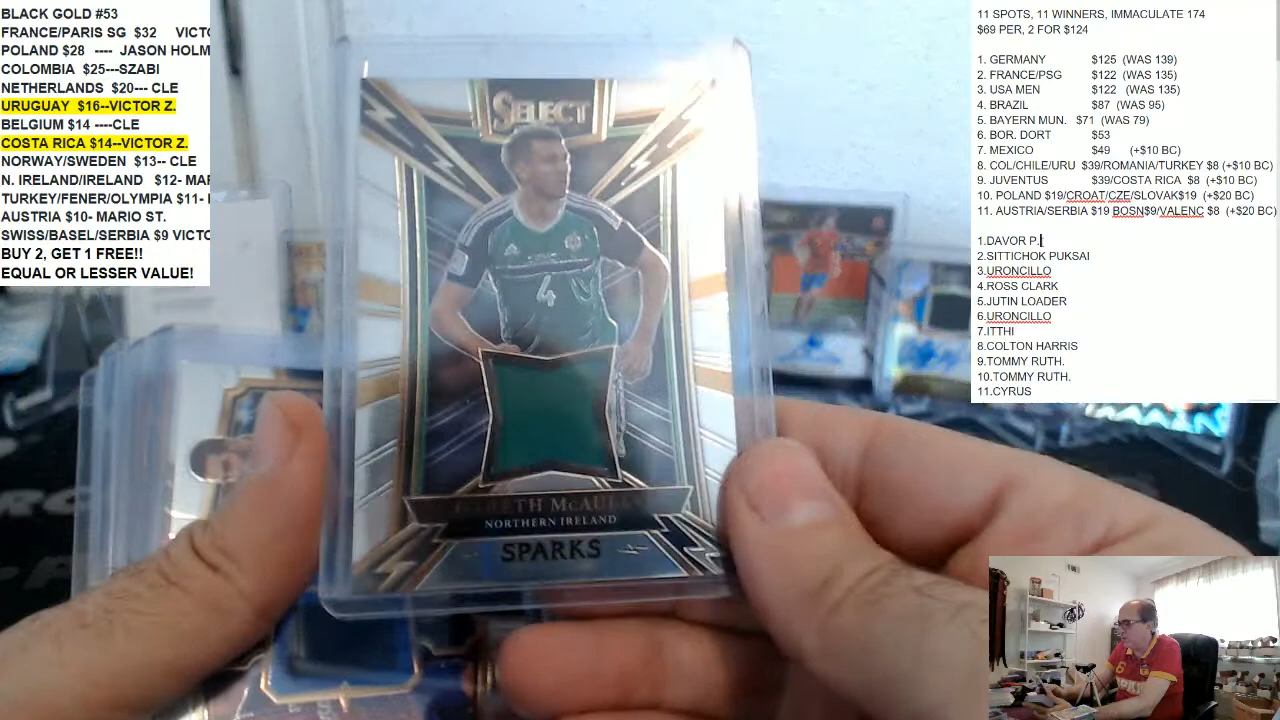 BLACK GOLD #53
FRANCE/PARIS SG $32 VICTO
POLAND $28 ---- JASON HOLM
COLOMBIA $25---SZABI
NETHERLANDS $20--- CLE
URUGUAY $16--VICTOR Z.
BELGIUM $14 ----CLE
COSTA RICA $14--VICTOR Z.
NORWAY/SWEDEN $13-- CLE
N. IRELAND/IRELAND $12- MAR
TURKEY/FENER/OLYMPIA $11-
AUSTRIA $10- MARIO ST.
SWISS/BASEL/SERBIA $9 VICTO
BUY 2, GET 1 FREE!!
EQUAL OR LESSER VALUE!
SELECT
4
NORTHERN IRELAND
SPARKS
11 SPOTS, 11 WINNERS, IMMACULATE 174
$69 PER, 2 FOR $124
1. GERMANY $125 (WAS 139)
2. FRANCE/PSG $122 (WAS 135)
3. USA MEN $122 (WAS 135)
4. BRAZIL $87 (WAS 95)
5. BAYERN MUN. $71 (WAS 79)
6. BOR. DORT $53
7. MEXICO $49 (+$10 BC)
8. COL/CHILE/URU $39/ROMANIA/TURKEY $8 (+$10 BC)
9. JUVENTUS $39/COSTA RICA $8 (+$10 BC)
10. POLAND $19/CROAT/CZE/SLOVAK$19 (+$20 BC)
11. AUSTRIA/SERBIA $19 BOSN$9/VALENC $8 (+$20 BC)
1.DAVOR P.
2.SITTICHOK PUKSAI
3.URONCILLO
4.ROSS CLARK
5.JUTIN LOADER
6.URONCILLO
7.ITTHI
8.COLTON HARRIS
9.TOMMY RUTH.
10.TOMMY RUTH.
11.CYRUS